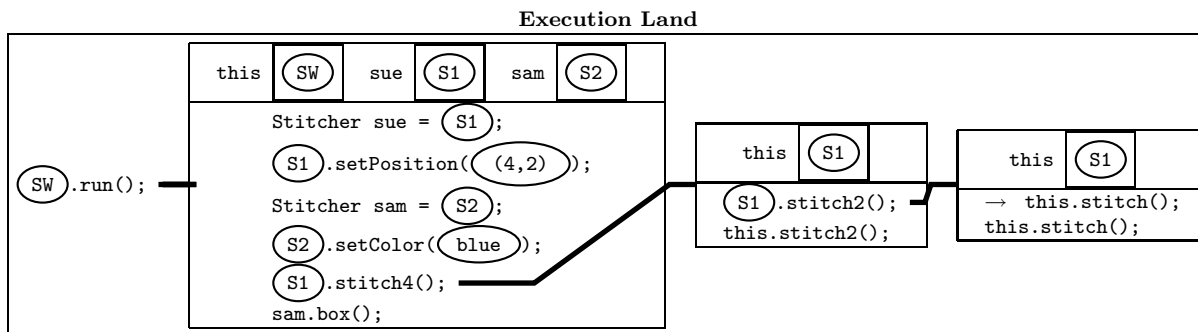 Execution Land
this SW sue S1 sam S2
Stitcher sue = S1;
S1.setPosition( (4,2) );
SW.run();
Stitcher sam = S2;
S2.setColor( blue );
S1.stitch4();
sam.box();
this S1
S1.stitch2();
this.stitch2();
this S1
→ this.stitch();
this.stitch();